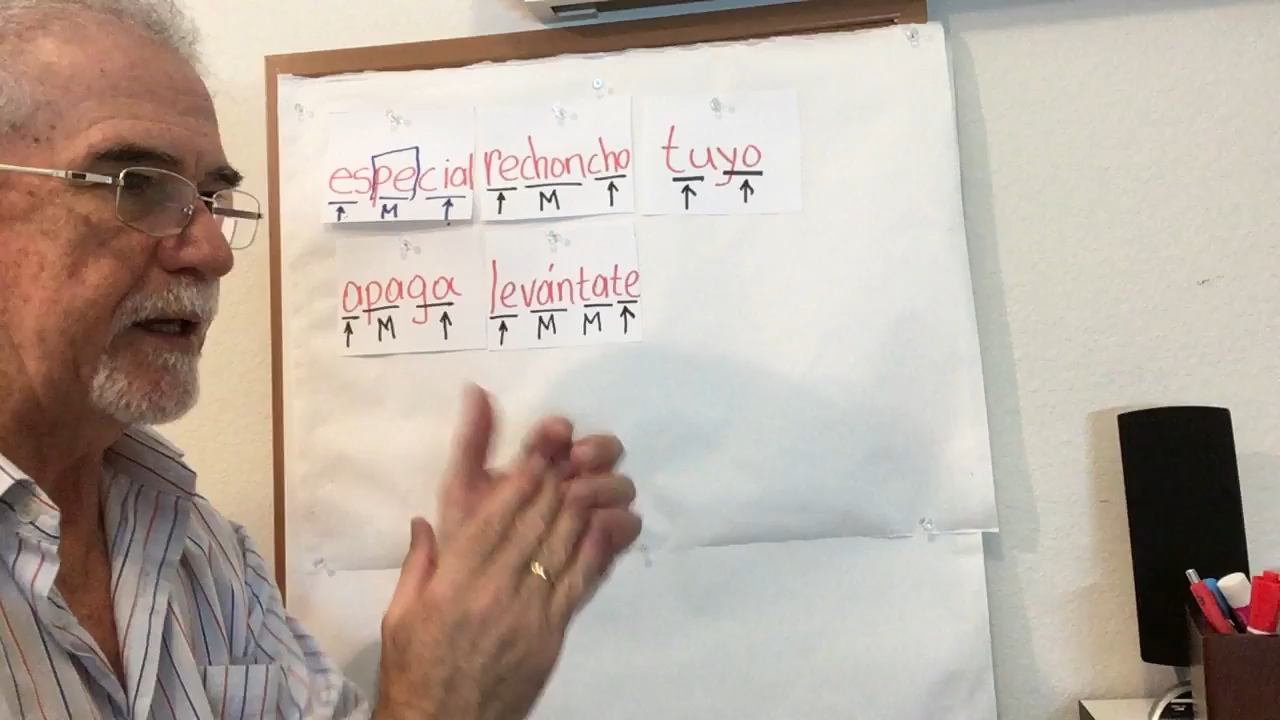 especial rechoncho tuyo
↑ M ↑ ↑ M ↑ ↑ ↑
apaga levántate
↑ M ↑ ↑ M M ↑